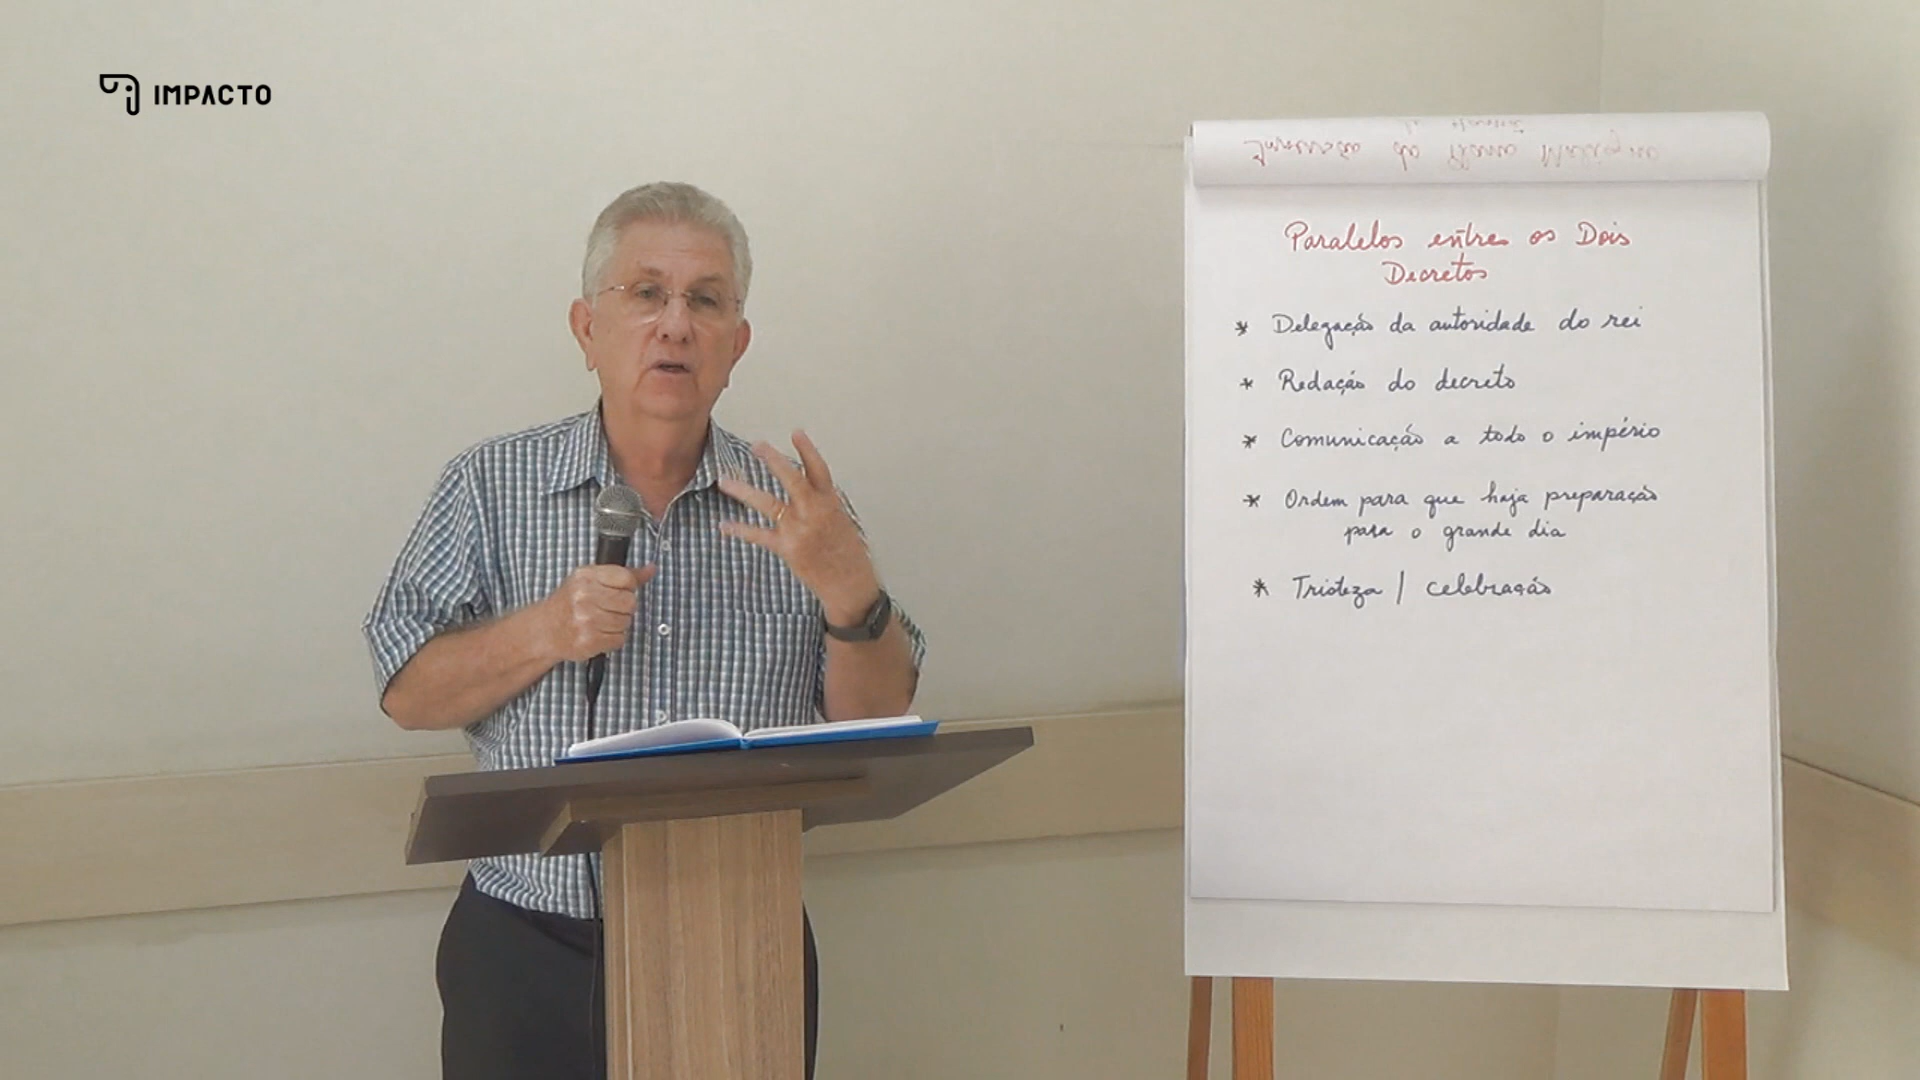 IMPACTO
Paralelos entre os Dois
Decretos
* Delegação da autoridade do rei
* Redação do decreto
* Comunicação a todo o império
* Ordem para que haja preparação
para o grande dia
* Tristeza / celebração